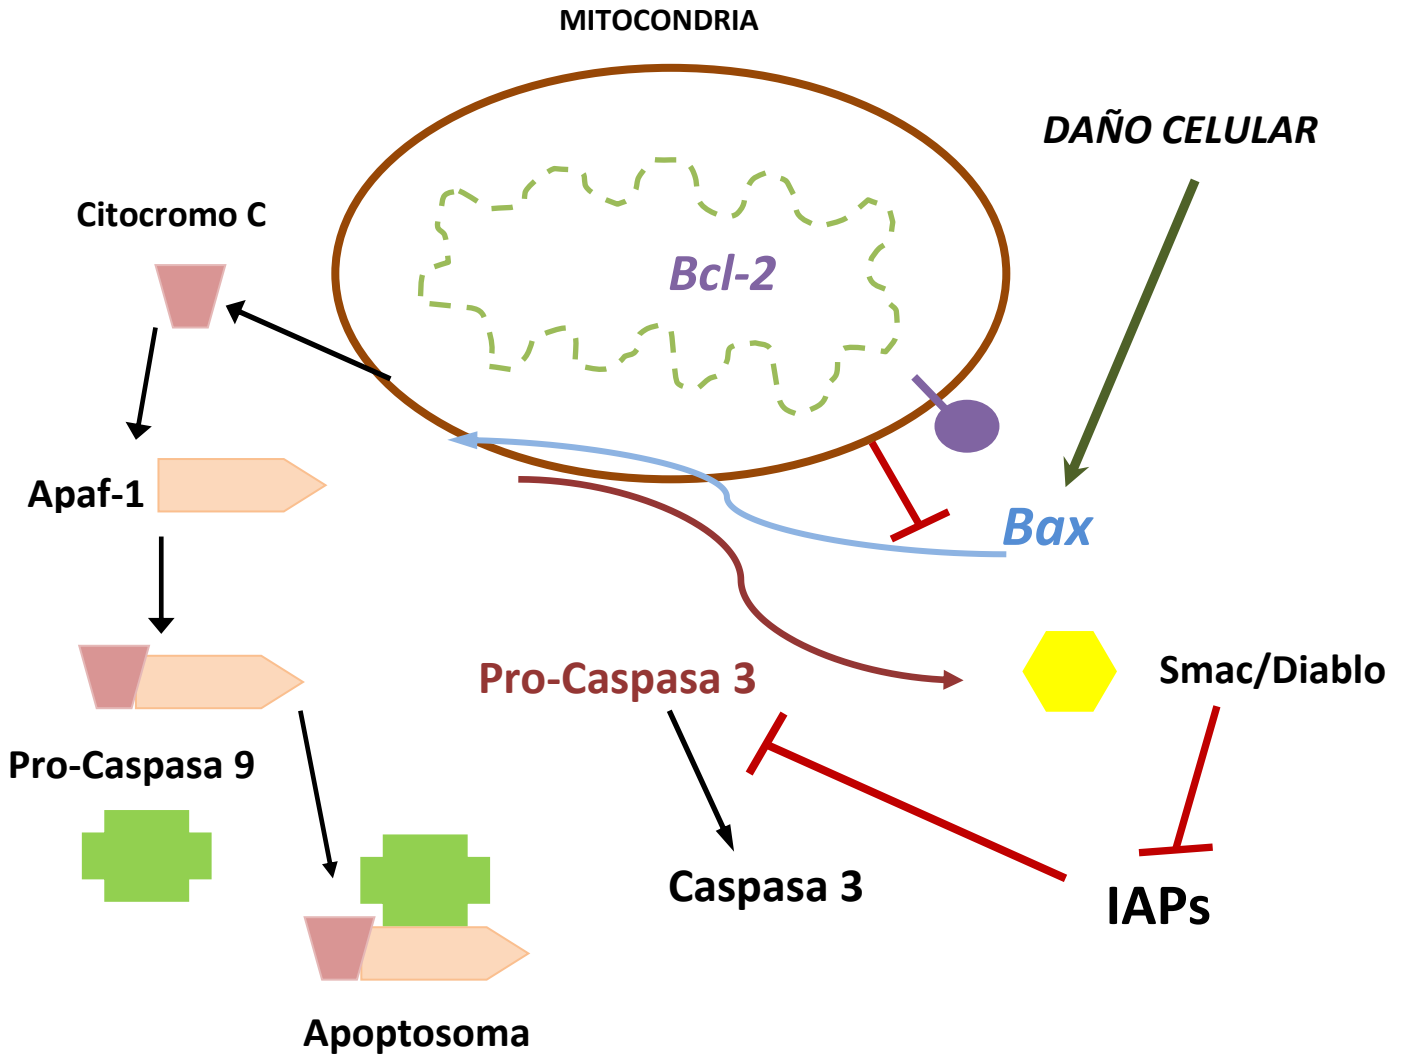 MITOCONDRIA
DAÑO CELULAR
Citocromo C
Bcl-2
Apaf-1
Bax
Pro-Caspasa 3
Smac/Diablo
Pro-Caspasa 9
Caspasa 3
IAPs
Apoptosoma